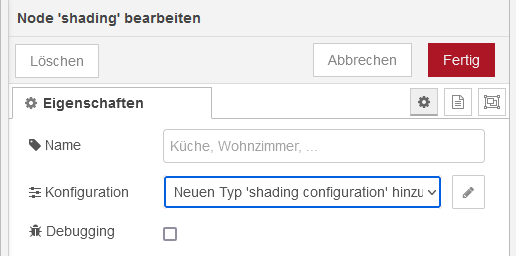 Node 'shading' bearbeiten
Löschen
Abbrechen
Fertig
Eigenschaften
Name
Küche, Wohnzimmer, ...
Konfiguration
Neuen Typ 'shading configuration' hinzu
Debugging